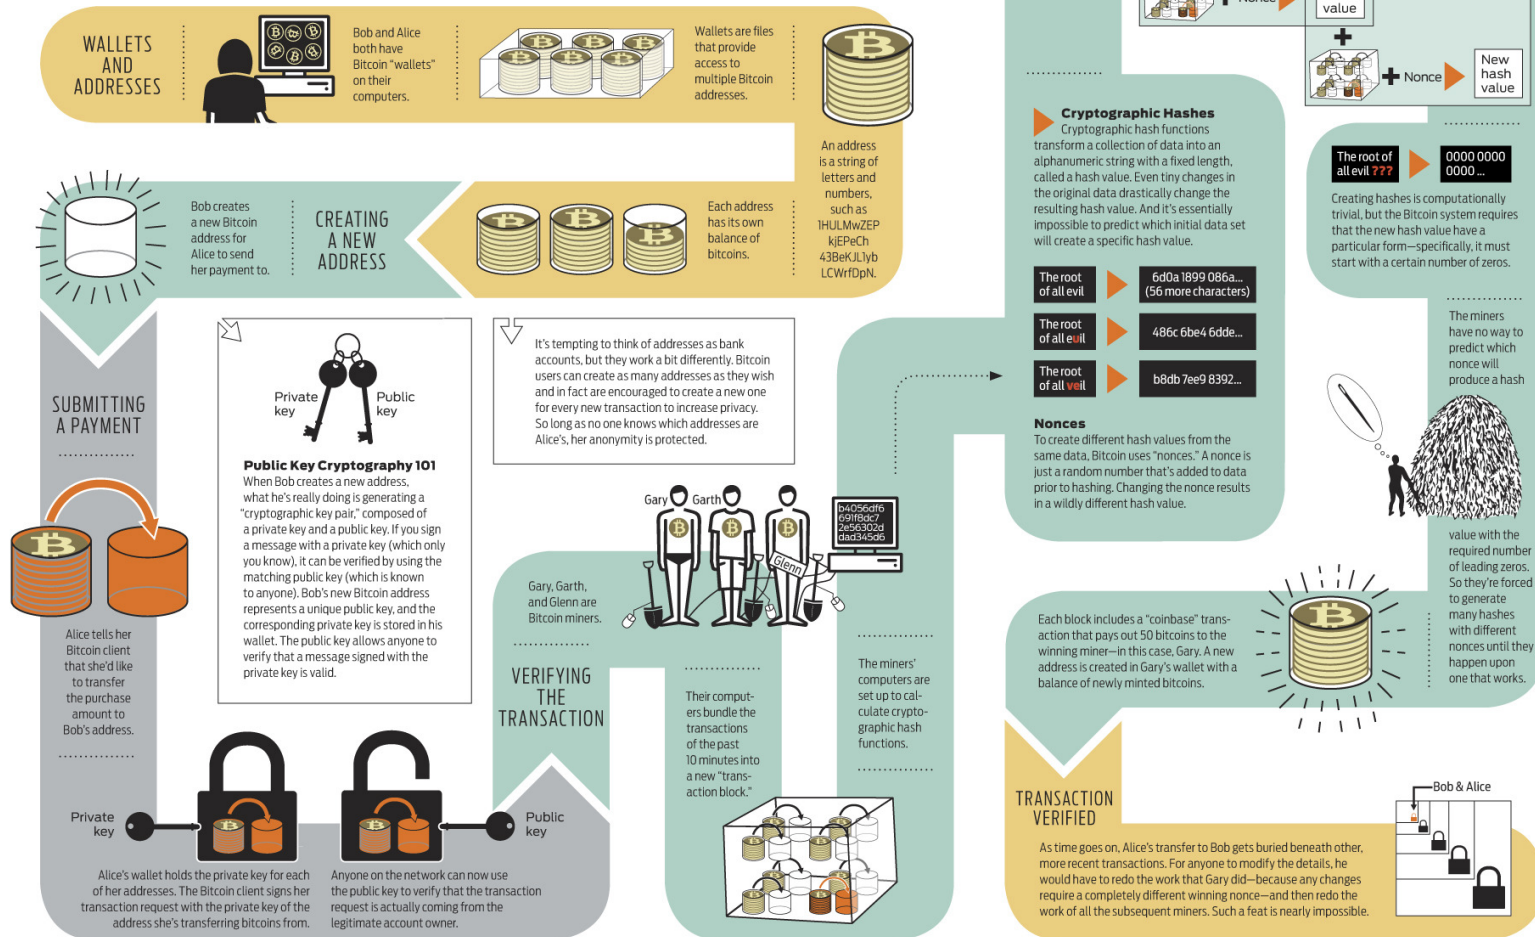 WALLETS
AND
ADDRESSES
Bob and Alice
both have
Bitcoin “wallets”
on their
computers.
Wallets are files
that provide
access to
multiple Bitcoin
addresses.
An address
is a string of
letters and
numbers,
such as
1HULMwZEP
kjEPeCh
43BeKJL1yb
LCWrfDpN.
Each address
has its own
balance of
bitcoins.
CREATING
A NEW
ADDRESS
Bob creates
a new Bitcoin
address for
Alice to send
her payment to.
SUBMITTING
A PAYMENT
Alice tells her
Bitcoin client
that she’d like
to transfer
the purchase
amount to
Bob’s address.
Private
key
Public
key
Public Key Cryptography 101
When Bob creates a new address,
what he’s really doing is generating a
“cryptographic key pair,” composed of
a private key and a public key. If you sign
a message with a private key (which only
you know), it can be verified by using the
matching public key (which is known
to anyone). Bob’s new Bitcoin address
represents a unique public key, and the
corresponding private key is stored in his
wallet. The public key allows anyone to
verify that a message signed with the
private key is valid.
It’s tempting to think of addresses as bank
accounts, but they work a bit differently. Bitcoin
users can create as many addresses as they wish
and in fact are encouraged to create a new one
for every new transaction to increase privacy.
So long as no one knows which addresses are
Alice’s, her anonymity is protected.
Private
key
Public
key
Alice’s wallet holds the private key for each
of her addresses. The Bitcoin client signs her
transaction request with the private key of the
address she’s transferring bitcoins from.
Anyone on the network can now use
the public key to verify that the transaction
request is actually coming from the
legitimate account owner.
VERIFYING
THE
TRANSACTION
Gary, Garth,
and Glenn are
Bitcoin miners.
Gary
Garth
Glenn
b4056df6
691f8dc7
2e56302d
dad345d6
Their comput-
ers bundle the
transactions
of the past
10 minutes into
a new “trans-
action block.”
The miners’
computers are
set up to cal-
culate crypto-
graphic hash
functions.
Cryptographic Hashes
Cryptographic hash functions
transform a collection of data into an
alphanumeric string with a fixed length,
called a hash value. Even tiny changes in
the original data drastically change the
resulting hash value. And it’s essentially
impossible to predict which initial data set
will create a specific hash value.
The root
of all evil
6d0a 1899 086a...
(56 more characters)
The root
of all euil
486c 6be4 6dde...
The root
of all veil
b8db 7ee9 8392...
Nonces
To create different hash values from the
same data, Bitcoin uses “nonces.” A nonce is
just a random number that’s added to data
prior to hashing. Changing the nonce results
in a wildly different hash value.
+ Nonce
value
+
+ Nonce
New
hash
value
The root of
all evil ???
0000 0000
0000 ...
Creating hashes is computationally
trivial, but the Bitcoin system requires
that the new hash value have a
particular form—specifically, it must
start with a certain number of zeros.
The miners
have no way to
predict which
nonce will
produce a hash
value with the
required number
of leading zeros.
So they’re forced
to generate
many hashes
with different
nonces until they
happen upon
one that works.
Each block includes a “coinbase” trans-
action that pays out 50 bitcoins to the
winning miner—in this case, Gary. A new
address is created in Gary’s wallet with a
balance of newly minted bitcoins.
TRANSACTION
VERIFIED
Bob & Alice
As time goes on, Alice’s transfer to Bob gets buried beneath other,
more recent transactions. For anyone to modify the details, he
would have to redo the work that Gary did—because any changes
require a completely different winning nonce—and then redo the
work of all the subsequent miners. Such a feat is nearly impossible.